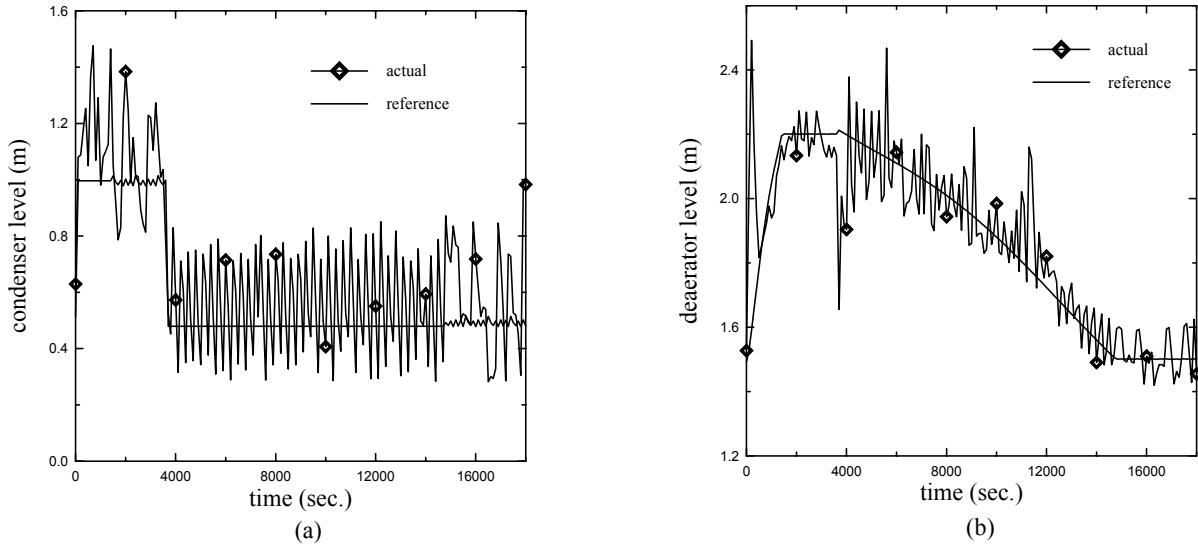 1.6
1.2
0.8
0.4
0.0
condenser level (m)
actual
reference
0 4000 8000 12000 16000
time (sec.)
(a)
2.4
2.0
1.6
1.2
deaerator level (m)
actual
reference
0 4000 8000 12000 16000
time (sec.)
(b)